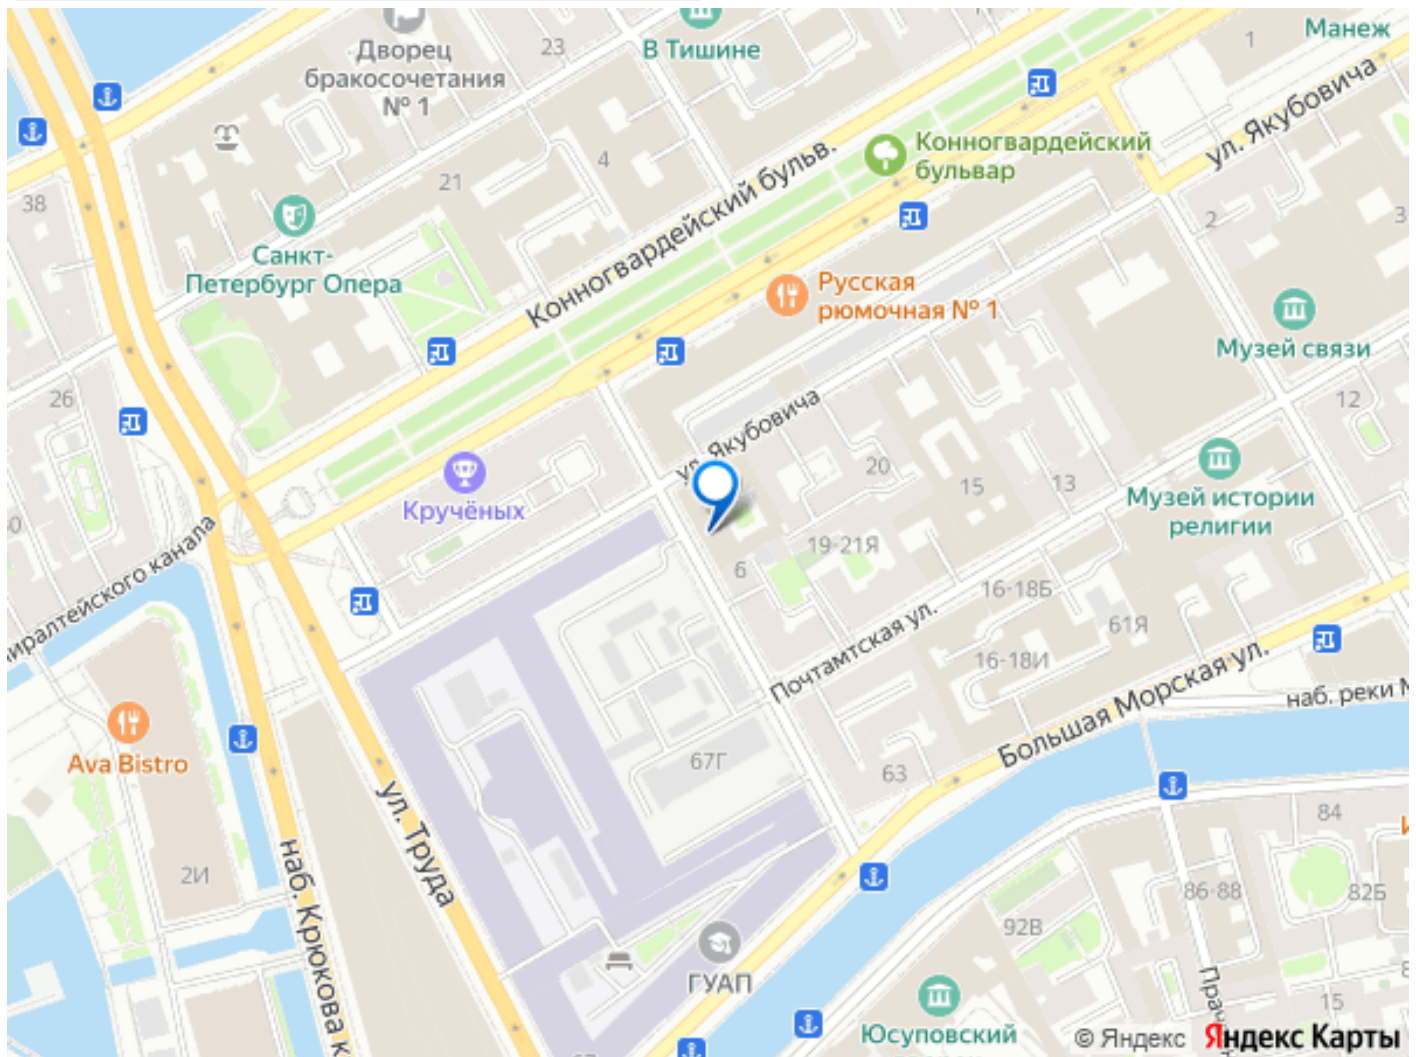 Дворец
бракосочетания
№ 1
23
В Тишине
1
Манеж
ул. Якубовича
38
21
4
Конногвардейский бульв.
Конногвардейский
бульвар
2
3
Санкт-
Петербург Опера
Русская
рюмочная № 1
Музей связи
26
12
ул. Якубовича
20
15
13
Кручёных
Музей истории
религии
19-21Я
6
16-18Б
61Я
16-18И
Почтамтская ул.
Большая Морская ул.
наб. реки М
Ava Bistro
67Г
63
ул. Труда
2И
наб. Крюкова к
84
86-88
82Б
92В
ГУАП
Юсуповский
15
© Яндекс Яндекс Карты